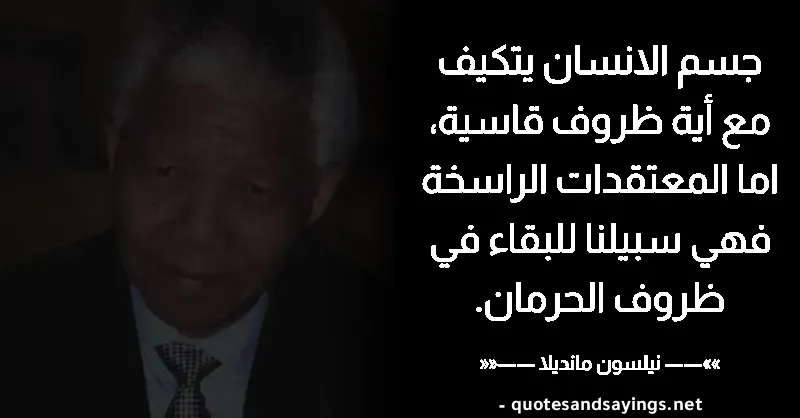 جسم الانسان يتكيف
مع أية ظروف قاسية،
اما المعتقدات الراسخة
فهي سبيلنا للبقاء في
ظروف الحرمان.
»»—— نيلسون مانديلا ——««
- quotesandsayings.net